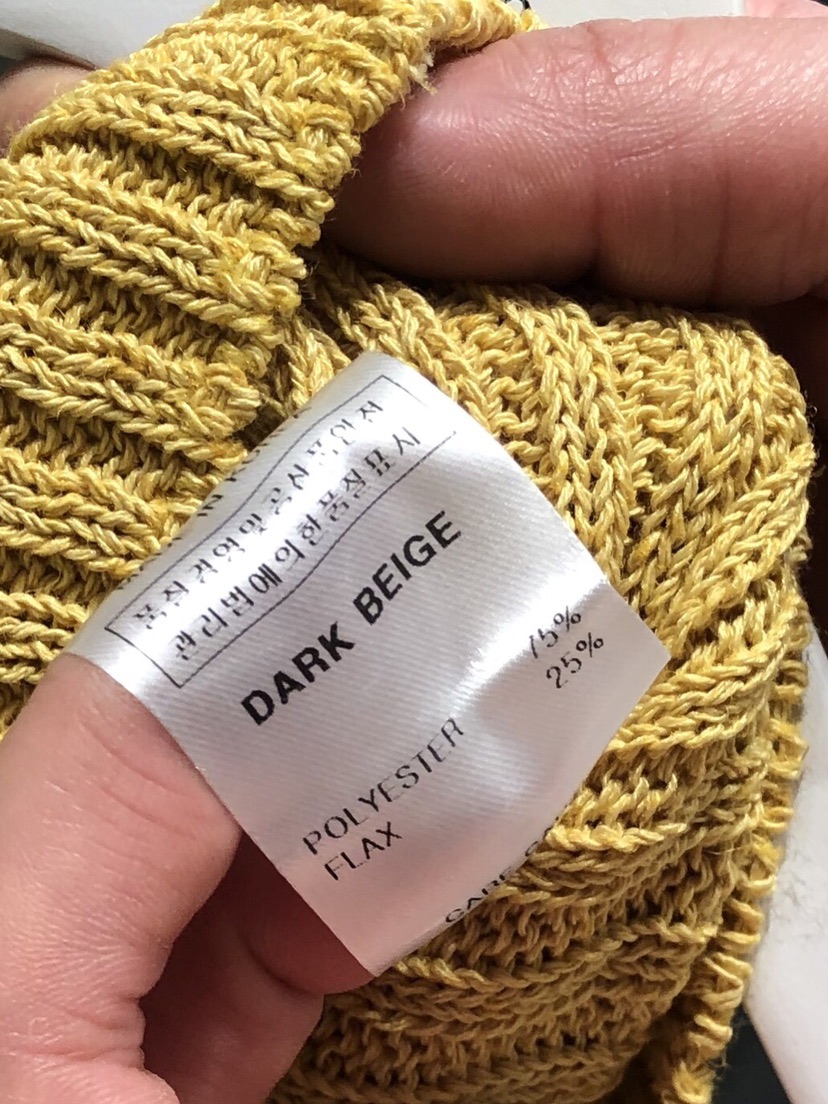 품질경영및공산품안전
관리법에의한품질표시
DARK BEIGE
POLYESTER 75%
FLAX 25%